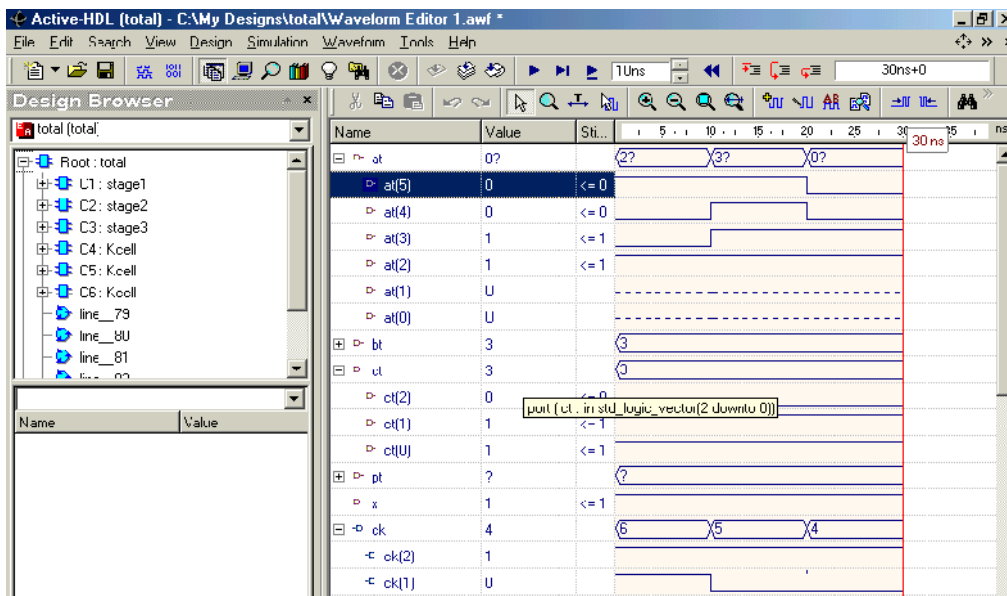 Active-HDL (total) - C:\My Designs\total\Waveform Editor 1.awf *
File Edit Search View Design Simulation Waveform Tools Help
10ns 30ns+0
Design Browser
total (total)
Root : total
C1 : stage1
C2 : stage2
C3 : stage3
C4 : Kcell
C5 : Kcell
C6 : Kcell
line__79
line__80
line__81
Name Value
Name Value Sti... 5 10 15 20 25 30 35 ns
30 ns
at 0? 2? 3? 0?
at(5) 0 <= 0
at(4) 0 <= 0
at(3) 1 <= 1
at(2) 1 <= 1
at(1) U
at(0) U
bt 3 3
ct 3 3
ct(2) 0 <= 0
port ( ct : in std_logic_vector(2 downto 0))
ct(1) 1 <= 1
ct(0) 1 <= 1
pt ? ?
x 1 <= 1
ck 4 6 5 4
ck(2) 1
ck(1) 0